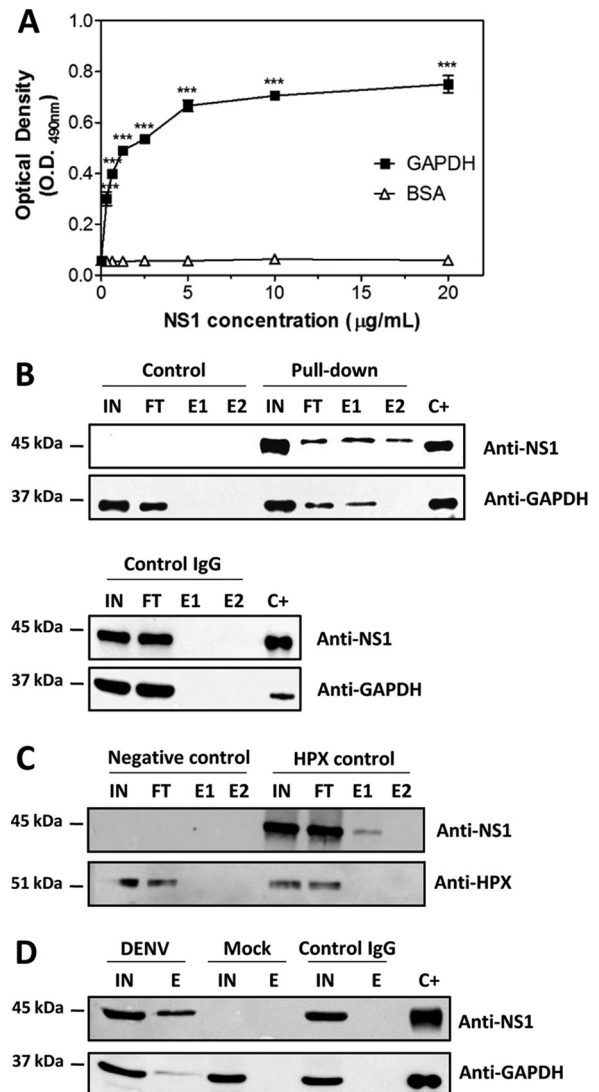 A
Optical Density
(O.D. 490nm)
1.0
0.8
0.6
0.4
0.2
0.0
***
***
***
***
***
***
***
GAPDH
BSA
0
5
10
15
20
NS1 concentration (μg/mL)
B
Control
Pull-down
IN FT E1 E2 IN FT E1 E2 C+
45 kDa
Anti-NS1
37 kDa
Anti-GAPDH
Control IgG
IN FT E1 E2 C+
45 kDa
Anti-NS1
37 kDa
Anti-GAPDH
C
Negative control
HPX control
IN FT E1 E2 IN FT E1 E2
45 kDa
Anti-NS1
51 kDa
Anti-HPX
D
DENV Mock Control IgG
IN E IN E IN E C+
45 kDa
Anti-NS1
37 kDa
Anti-GAPDH